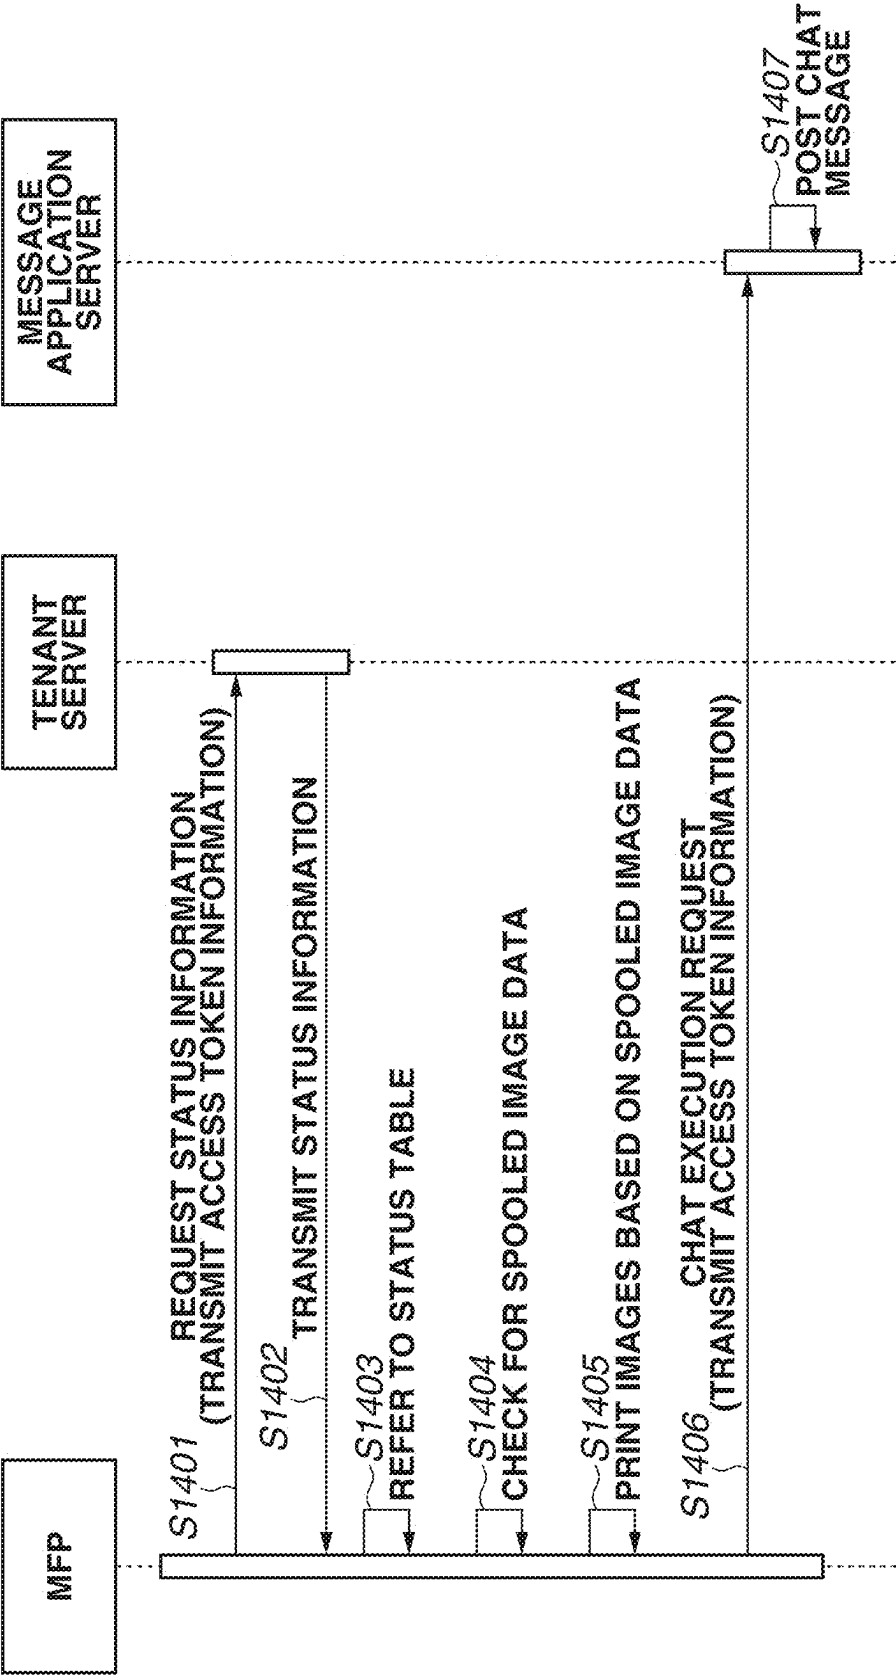 MFP
TENANT
SERVER
MESSAGE
APPLICATION
SERVER
S1401
REQUEST STATUS INFORMATION
(TRANSMIT ACCESS TOKEN INFORMATION)
S1402
TRANSMIT STATUS INFORMATION
S1403
REFER TO STATUS TABLE
S1404
CHECK FOR SPOOLED IMAGE DATA
S1405
PRINT IMAGES BASED ON SPOOLED IMAGE DATA
S1406
CHAT EXECUTION REQUEST
(TRANSMIT ACCESS TOKEN INFORMATION)
S1407
POST CHAT
MESSAGE